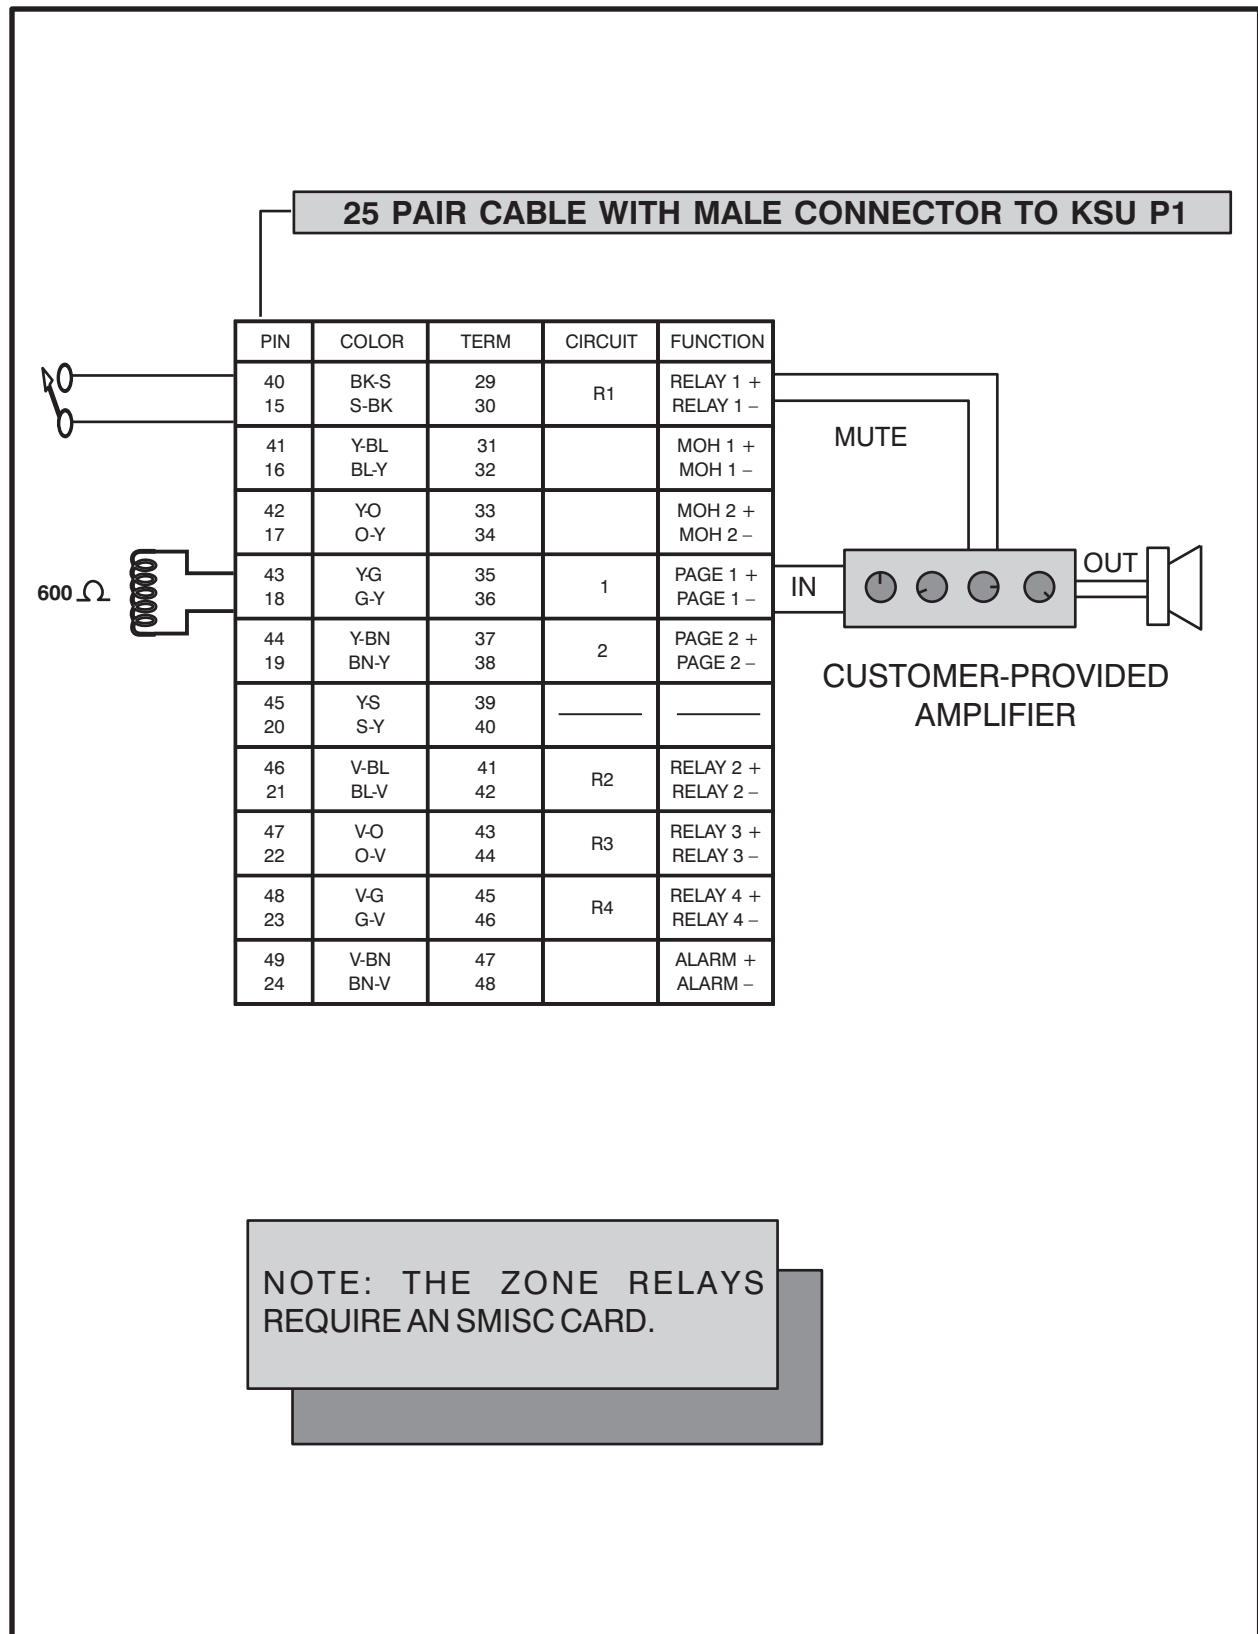 25 PAIR CABLE WITH MALE CONNECTOR TO KSU P1
PIN COLOR TERM CIRCUIT FUNCTION
40 BK-S 29 R1 RELAY 1 +
15 S-BK 30 RELAY 1 –
41 Y-BL 31 MOH 1 +
16 BL-Y 32 MOH 1 –
42 Y-O 33 MOH 2 +
17 O-Y 34 MOH 2 –
43 Y-G 35 1 PAGE 1 +
18 G-Y 36 PAGE 1 –
44 Y-BN 37 2 PAGE 2 +
19 BN-Y 38 PAGE 2 –
45 Y-S 39
20 S-Y 40
46 V-BL 41 R2 RELAY 2 +
21 BL-V 42 RELAY 2 –
47 V-O 43 R3 RELAY 3 +
22 O-V 44 RELAY 3 –
48 V-G 45 R4 RELAY 4 +
23 G-V 46 RELAY 4 –
49 V-BN 47 ALARM +
24 BN-V 48 ALARM –
600 Ω
MUTE
IN
OUT
CUSTOMER-PROVIDED
AMPLIFIER
NOTE: THE ZONE RELAYS
REQUIRE AN SMISC CARD.